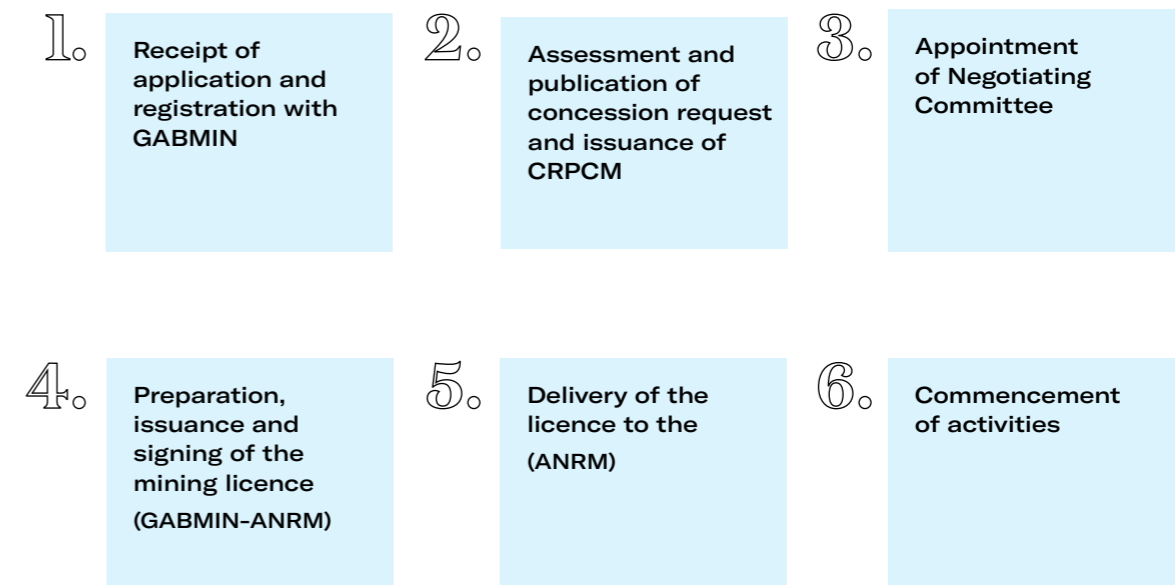 1.
Receipt of
application and
registration with
GABMIN
2.
Assessment and
publication of
concession request
and issuance of
CRPCM
3.
Appointment
of Negotiating
Committee
4.
Preparation,
issuance and
signing of the
mining licence
(GABMIN-ANRM)
5.
Delivery of the
licence to the
(ANRM)
6.
Commencement
of activities